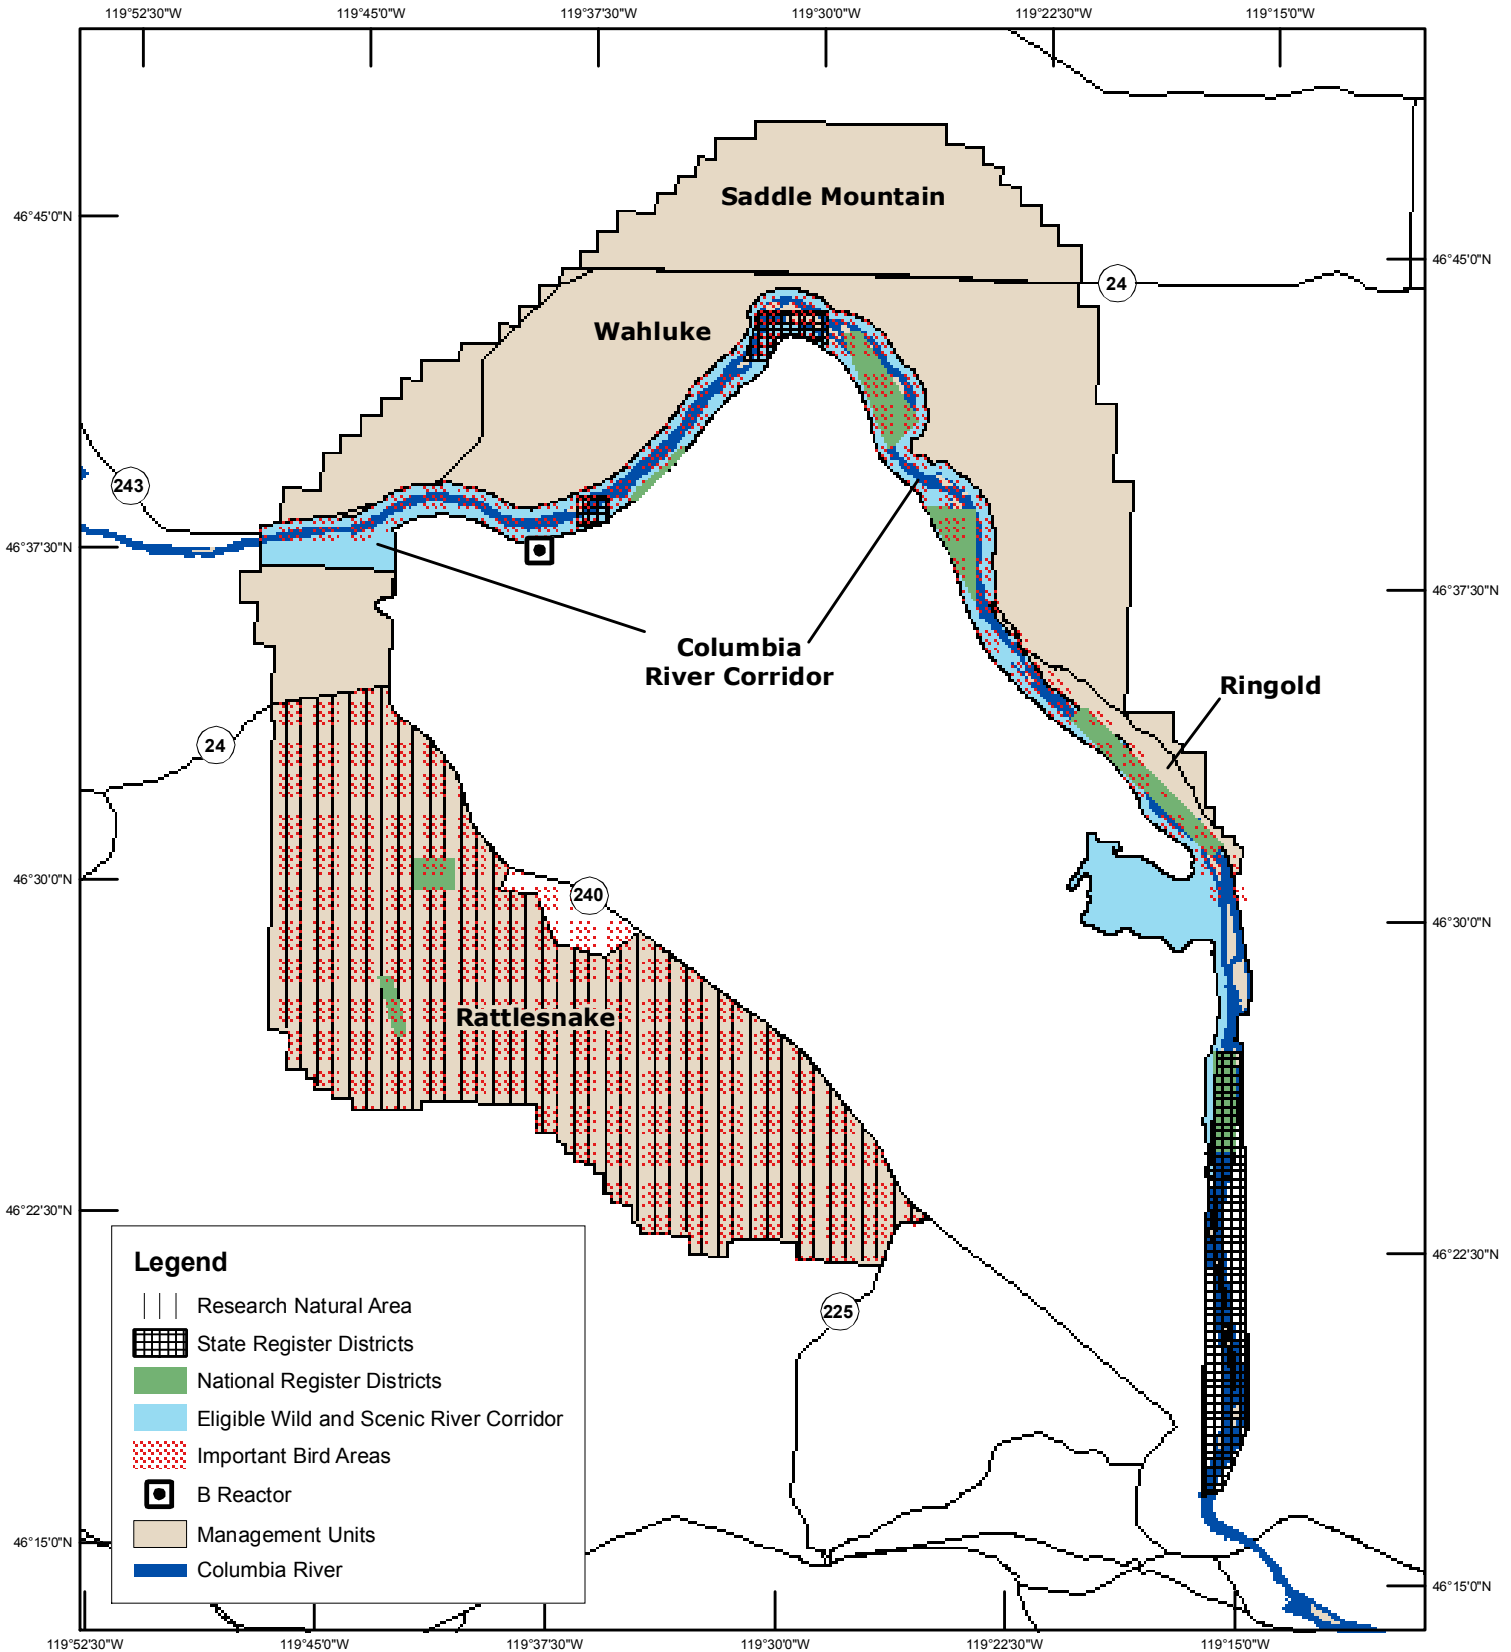 119°52'30"W 119°45'0"W 119°37'30"W 119°30'0"W 119°22'30"W 119°15'0"W
Saddle Mountain
46°45'0"N
46°45'0"N
24
Wahluke
243
46°37'30"N
46°37'30"N
Columbia
River Corridor
Ringold
24
46°30'0"N
240
46°30'0"N
Rattlesnake
46°22'30"N
46°22'30"N
Legend
Research Natural Area
State Register Districts
National Register Districts
Eligible Wild and Scenic River Corridor
Important Bird Areas
B Reactor
Management Units
Columbia River
225
46°15'0"N
46°15'0"N
119°52'30"W 119°45'0"W 119°37'30"W 119°30'0"W 119°22'30"W 119°15'0"W